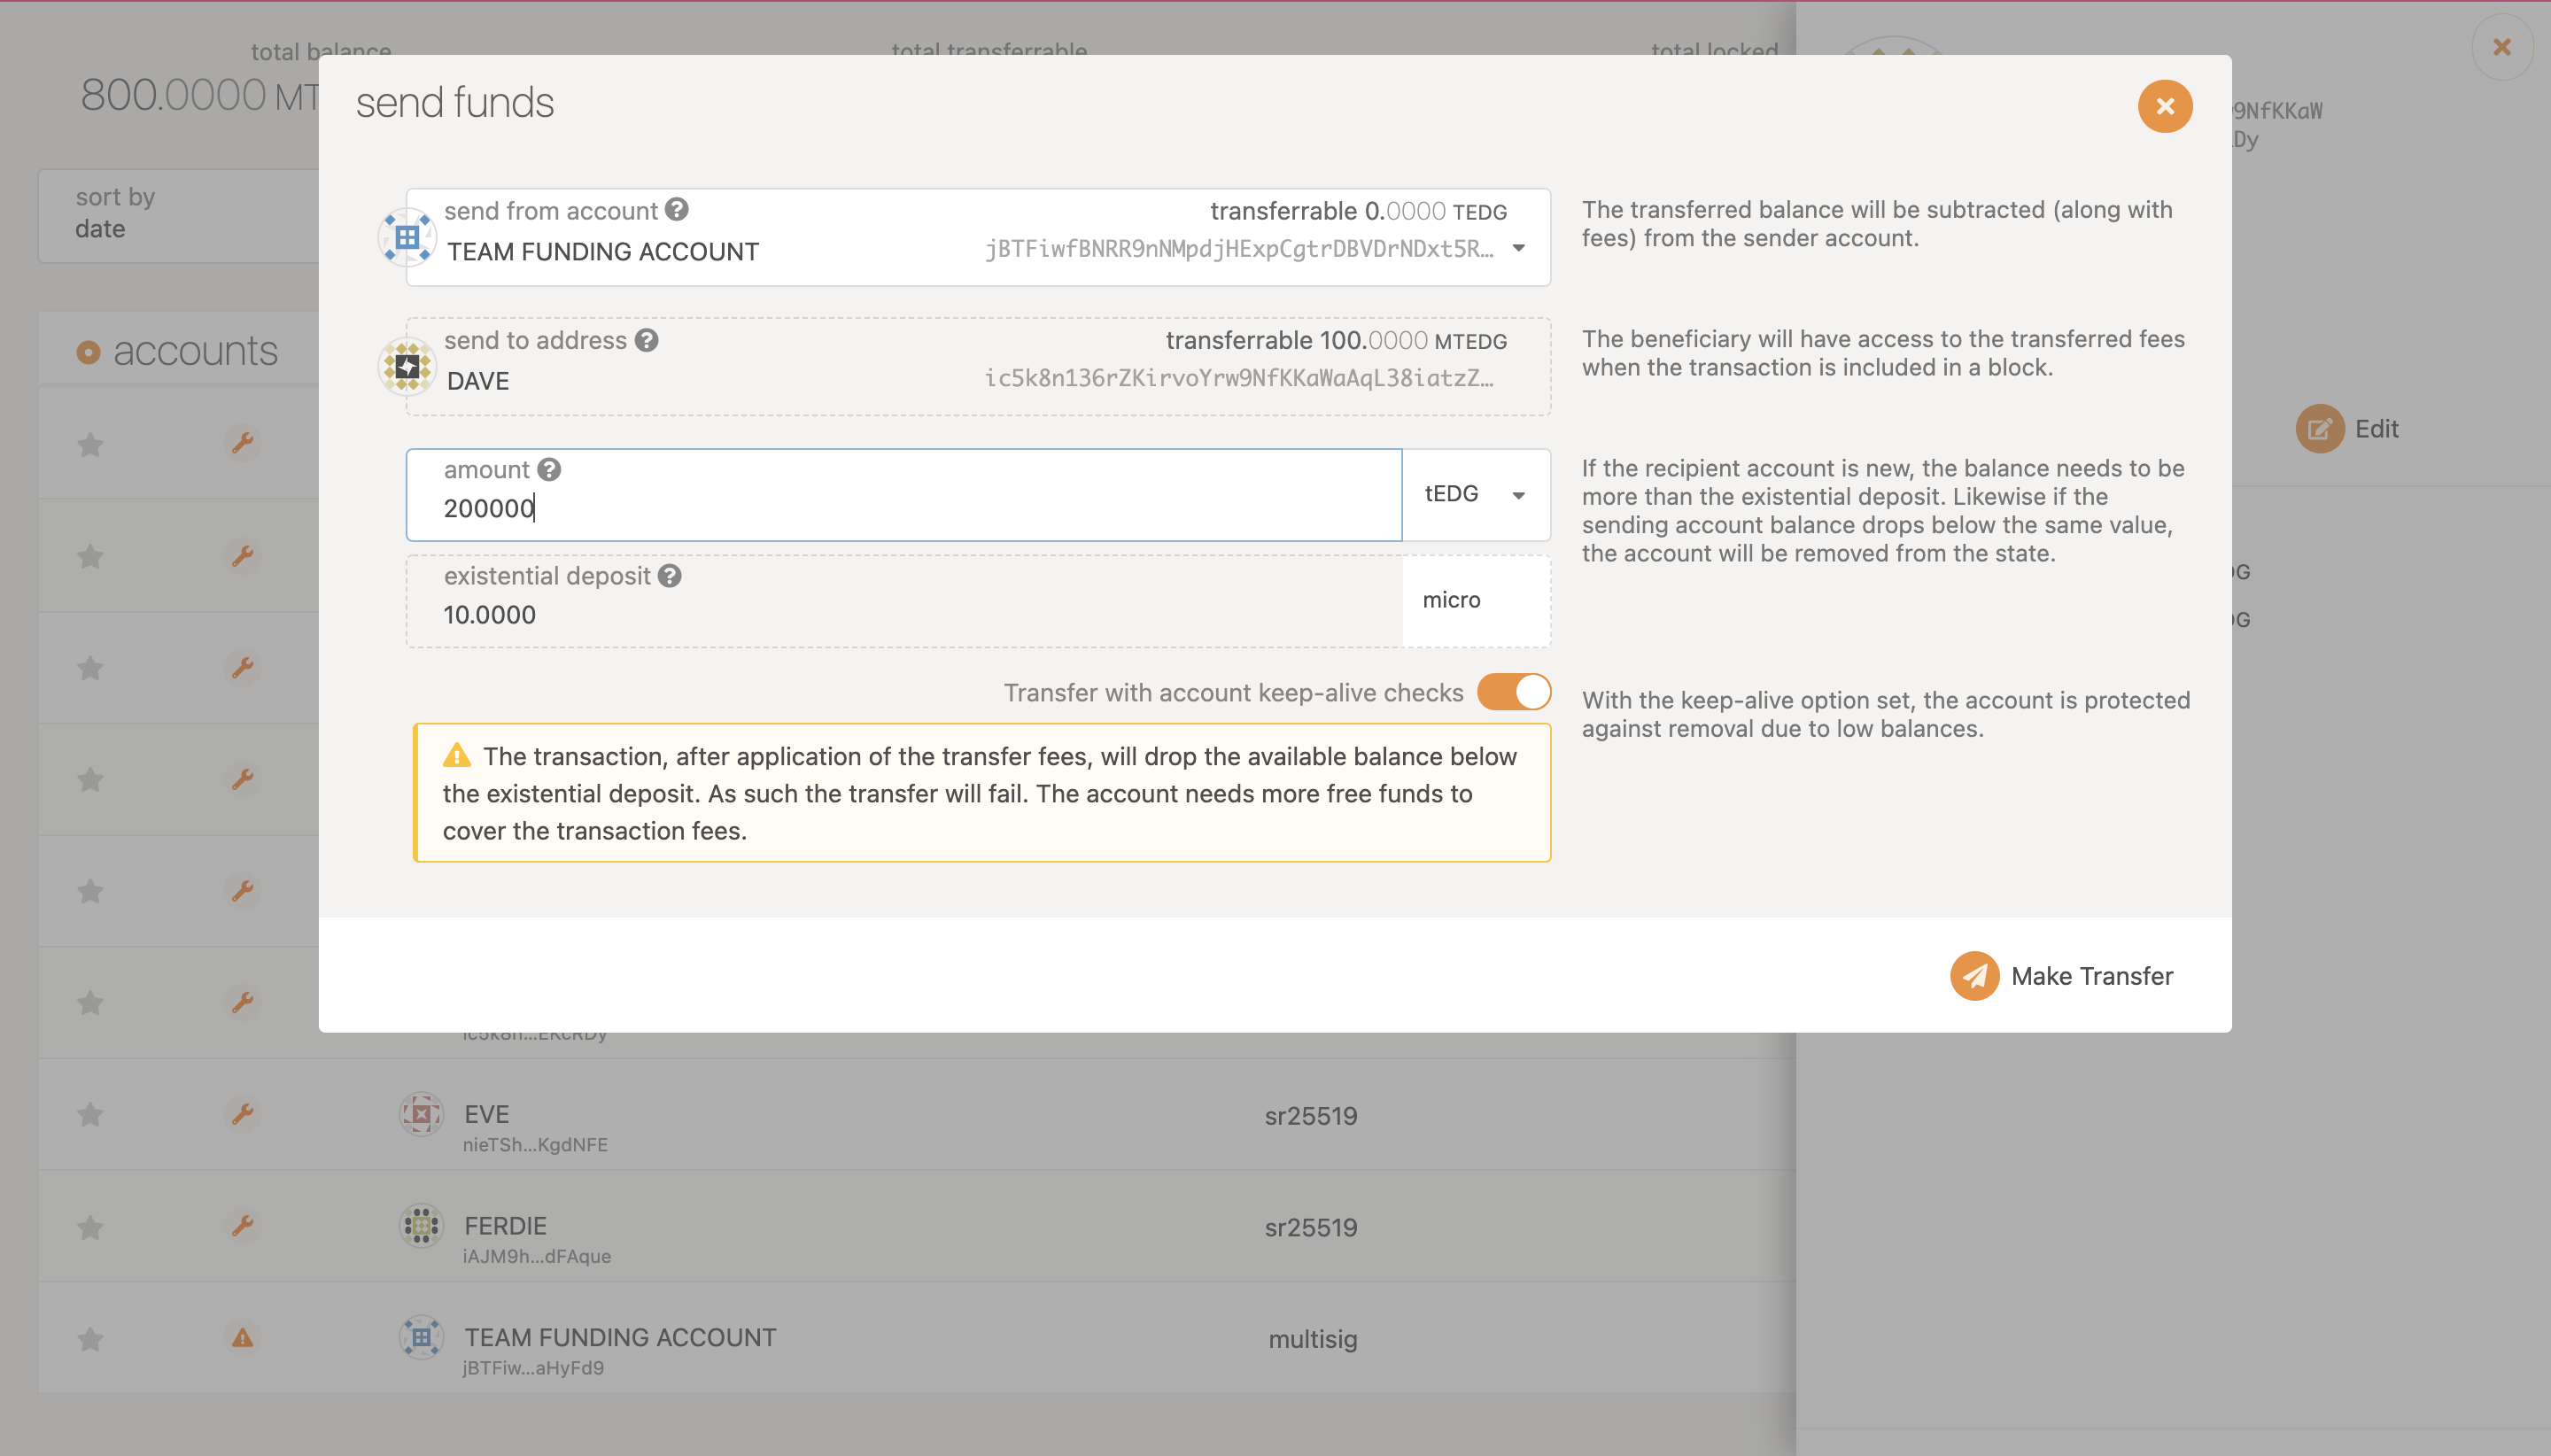 total balance
total transferrable
total locked
800.0000 MT
send funds
9NfKKaW
Dy
sort by
date
send from account
transferrable 0.0000 TEDG
TEAM FUNDING ACCOUNT
jBTFiwfBNRR9nNMpdjHExpCgtrDBVDrNDxt5R...
The transferred balance will be subtracted (along with
fees) from the sender account.
accounts
send to address
transferrable 100.0000 MTEDG
DAVE
ic5k8n136rZKirvoYrw9NfKKaWaAqL38iatzZ...
The beneficiary will have access to the transferred fees
when the transaction is included in a block.
Edit
amount
200000
tEDG
If the recipient account is new, the balance needs to be
more than the existential deposit. Likewise if the
sending account balance drops below the same value,
the account will be removed from the state.
existential deposit
10.0000
micro
G
G
Transfer with account keep-alive checks
With the keep-alive option set, the account is protected
against removal due to low balances.
The transaction, after application of the transfer fees, will drop the available balance below
the existential deposit. As such the transfer will fail. The account needs more free funds to
cover the transaction fees.
Make Transfer
ic5k8n...EKcRDy
EVE
nieTSh...KgdNFE
sr25519
FERDIE
iAJM9h...dFAque
sr25519
TEAM FUNDING ACCOUNT
jBTFiw...aHyFd9
multisig